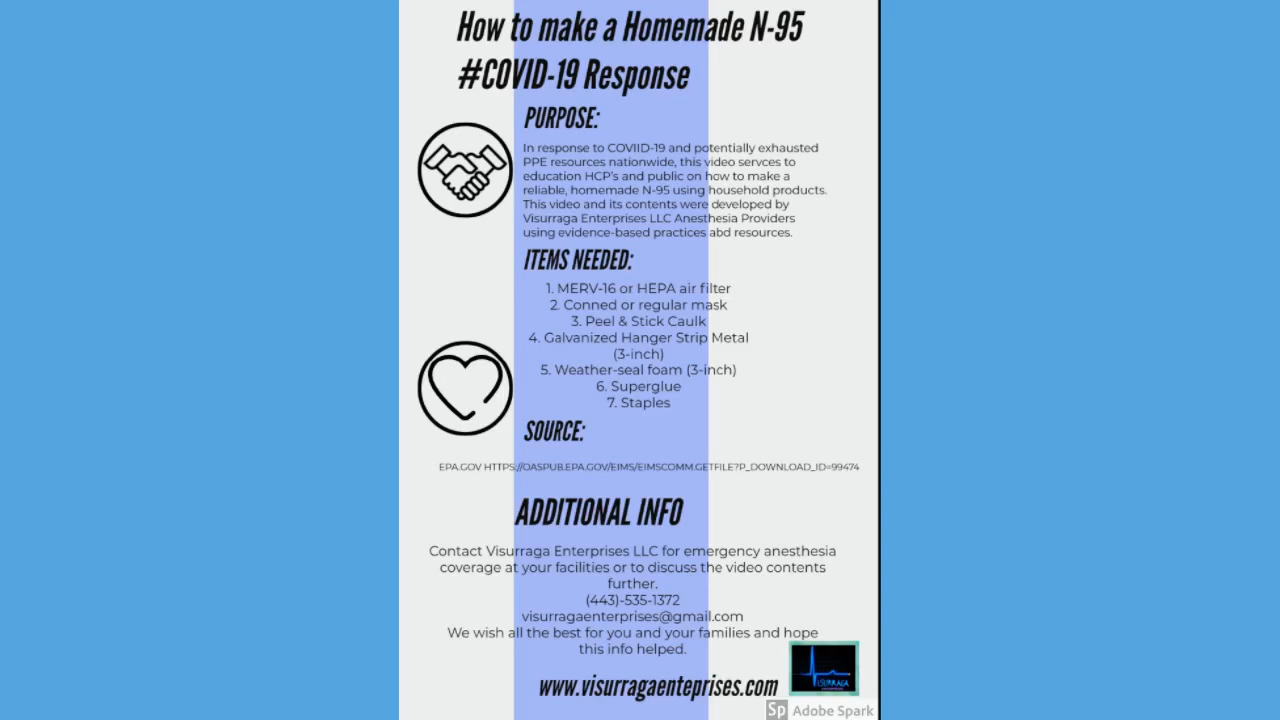 How to make a Homemade N-95
#COVID-19 Response
PURPOSE:
In response to COVIID-19 and potentially exhausted
PPE resources nationwide, this video servces to
education HCP's and public on how to make a
reliable, homemade N-95 using household products.
This video and its contents were developed by
Visurraga Enterprises LLC Anesthesia Providers
using evidence-based practices abd resources.
ITEMS NEEDED:
1. MERV-16 or HEPA air filter
2. Conned or regular mask
3. Peel & Stick Caulk
4. Galvanized Hanger Strip Metal
(3-inch)
5. Weather-seal foam (3-inch)
6. Superglue
7. Staples
SOURCE:
EPA.GOV HTTPS://OASPUB.EPA.GOV/EIMS/EIMSCOMM.GETFILE?P_DOWNLOAD_ID=99474
ADDITIONAL INFO
Contact Visurraga Enterprises LLC for emergency anesthesia
coverage at your facilities or to discuss the video contents
further.
(443)-535-1372
visurragaenterprises@gmail.com
We wish all the best for you and your families and hope
this info helped.
VISURRAGA
www.visurragaenteprises.com
Sp Adobe Spark